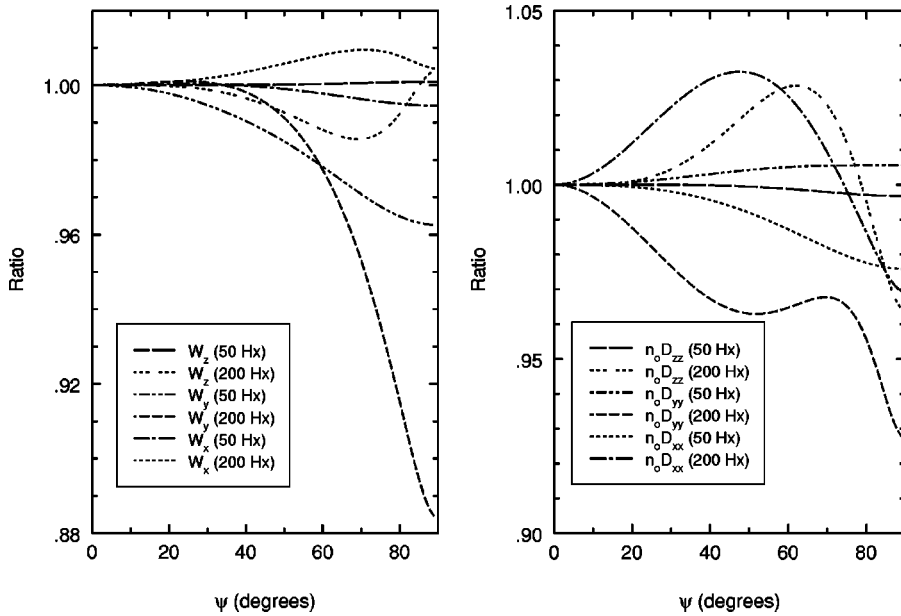 Ratio
1.00
.96
.92
.88
W_z (50 Hx)
W_z (200 Hx)
W_y (50 Hx)
W_y (200 Hx)
W_x (50 Hx)
W_x (200 Hx)
0 20 40 60 80
ψ (degrees)
Ratio
1.05
1.00
.95
.90
n_oD_zz (50 Hx)
n_oD_zz (200 Hx)
n_oD_yy (50 Hx)
n_oD_yy (200 Hx)
n_oD_xx (50 Hx)
n_oD_xx (200 Hx)
0 20 40 60 80
ψ (degrees)